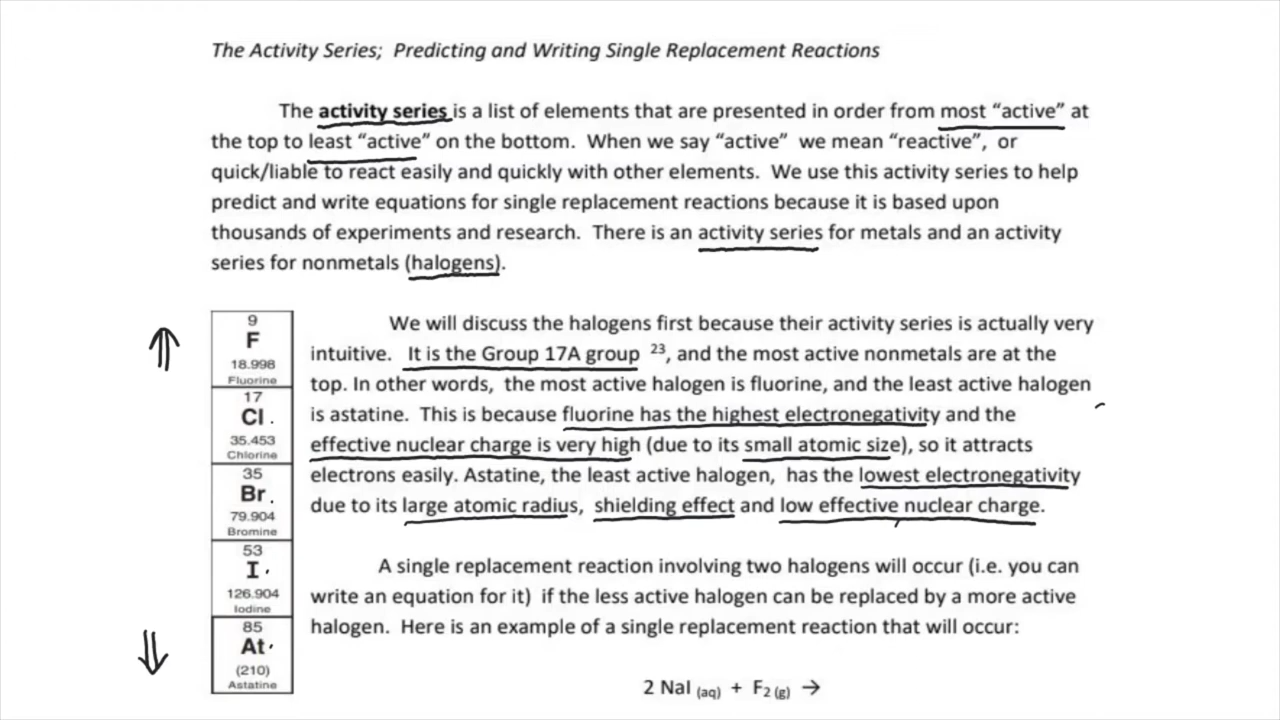 The Activity Series; Predicting and Writing Single Replacement Reactions
The activity series is a list of elements that are presented in order from most “active” at
the top to least “active” on the bottom. When we say “active” we mean “reactive”, or
quick/liable to react easily and quickly with other elements. We use this activity series to help
predict and write equations for single replacement reactions because it is based upon
thousands of experiments and research. There is an activity series for metals and an activity
series for nonmetals (halogens).
9
F
18.998
Fluorine
17
Cl
35.453
Chlorine
35
Br
79.904
Bromine
53
I
126.904
Iodine
85
At
(210)
Astatine
We will discuss the halogens first because their activity series is actually very
intuitive. It is the Group 17A group 23, and the most active nonmetals are at the
top. In other words, the most active halogen is fluorine, and the least active halogen
is astatine. This is because fluorine has the highest electronegativity and the
effective nuclear charge is very high (due to its small atomic size), so it attracts
electrons easily. Astatine, the least active halogen, has the lowest electronegativity
due to its large atomic radius, shielding effect and low effective nuclear charge.
A single replacement reaction involving two halogens will occur (i.e. you can
write an equation for it) if the less active halogen can be replaced by a more active
halogen. Here is an example of a single replacement reaction that will occur:
2 NaI (aq) + F2 (g) →